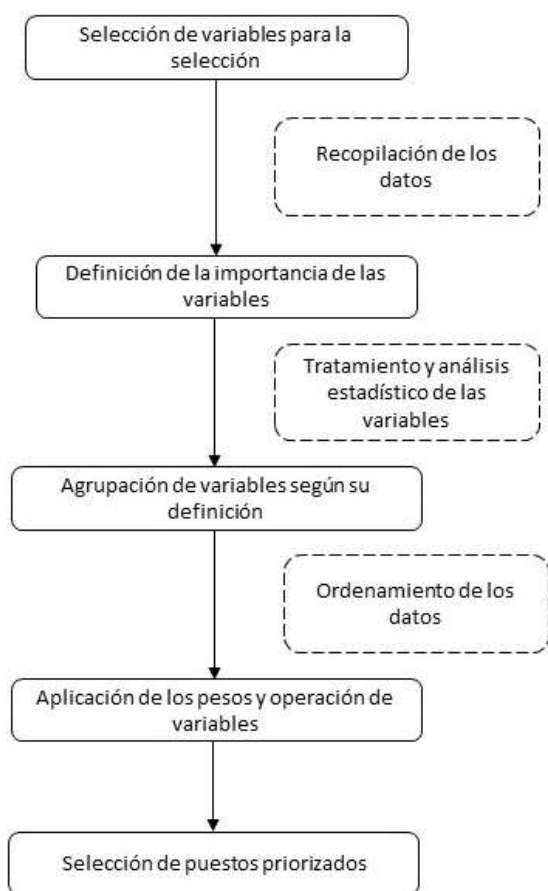 Selección de variables para la
selección
Recopilación de los
datos
Definición de la importancia de las
variables
Tratamiento y análisis
estadístico de las
variables
Agrupación de variables según su
definición
Ordenamiento de los
datos
Aplicación de los pesos y operación de
variables
Selección de puestos priorizados